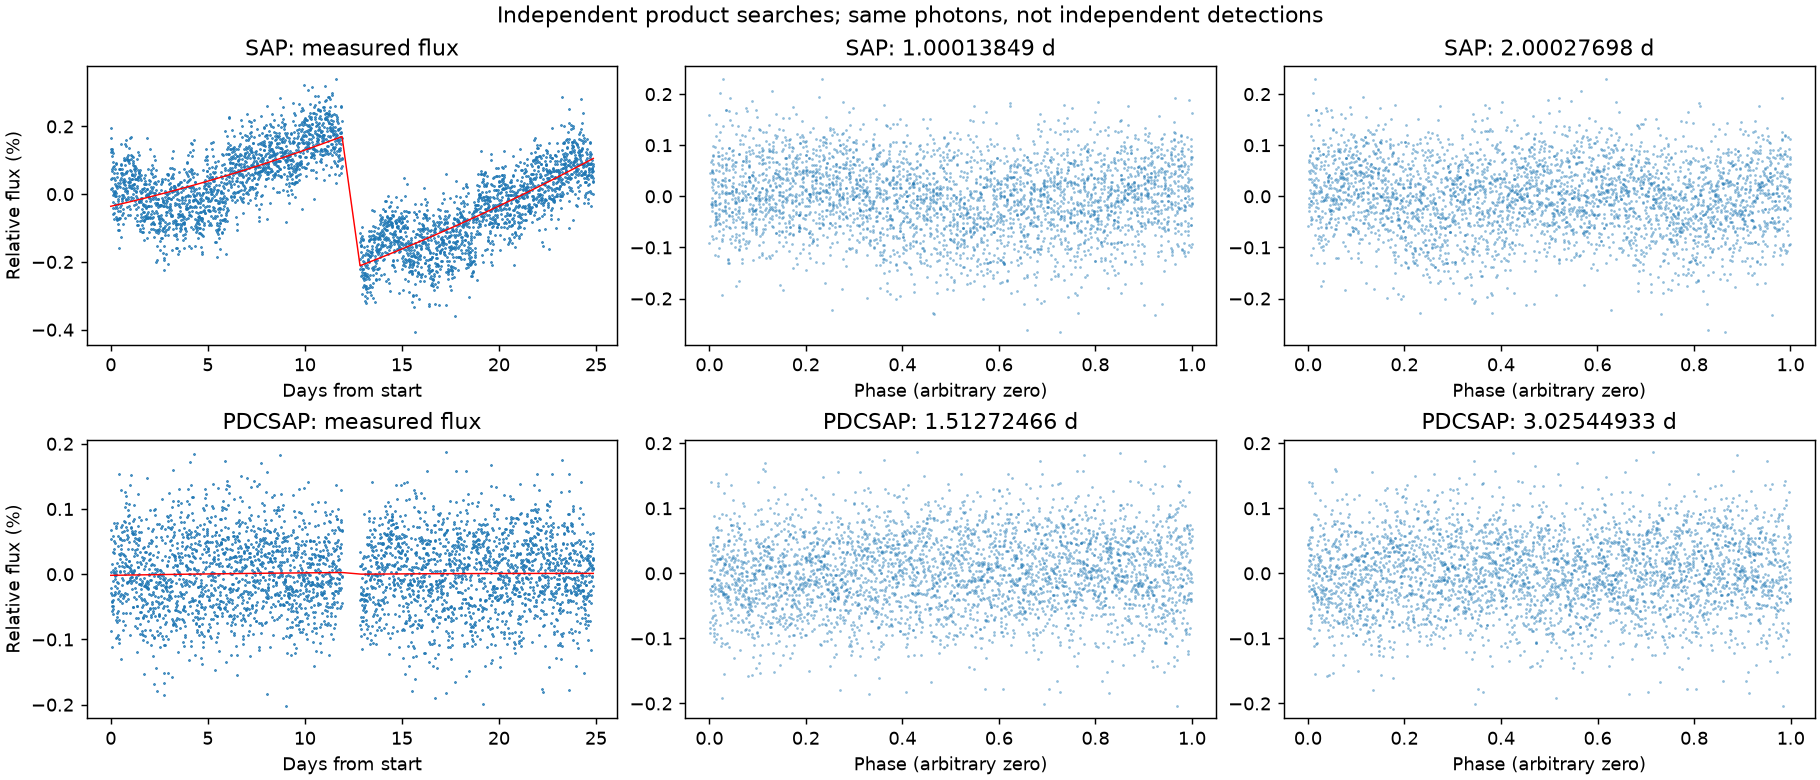 Independent product searches; same photons, not independent detections
SAP: measured flux
Relative flux (%)
0.2
0.0
−0.2
−0.4
0 5 10 15 20 25
Days from start
SAP: 1.00013849 d
0.2
0.1
0.0
−0.1
−0.2
0.0 0.2 0.4 0.6 0.8 1.0
Phase (arbitrary zero)
SAP: 2.00027698 d
0.2
0.1
0.0
−0.1
−0.2
0.0 0.2 0.4 0.6 0.8 1.0
Phase (arbitrary zero)
PDCSAP: measured flux
Relative flux (%)
0.2
0.1
0.0
−0.1
−0.2
0 5 10 15 20 25
Days from start
PDCSAP: 1.51272466 d
0.2
0.1
0.0
−0.1
−0.2
0.0 0.2 0.4 0.6 0.8 1.0
Phase (arbitrary zero)
PDCSAP: 3.02544933 d
0.2
0.1
0.0
−0.1
−0.2
0.0 0.2 0.4 0.6 0.8 1.0
Phase (arbitrary zero)